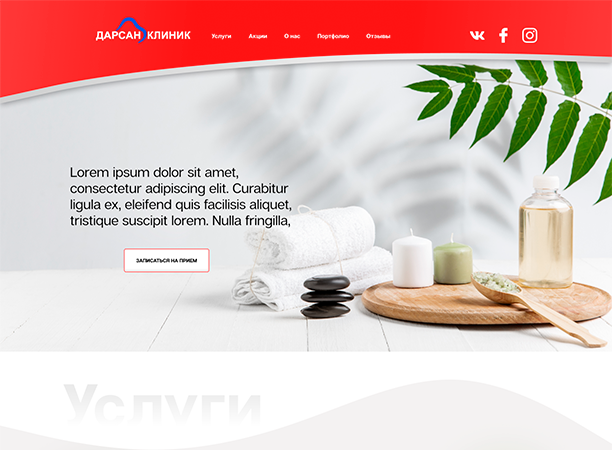 ДАРСАН КЛИНИК
Услуги Акции О нас Портфолио Отзывы
Lorem ipsum dolor sit amet,
consectetur adipiscing elit. Curabitur
ligula ex, eleifend quis facilisis aliquet,
tristique suscipit lorem. Nulla fringilla,
ЗАПИСАТЬСЯ НА ПРИЕМ
Услуги